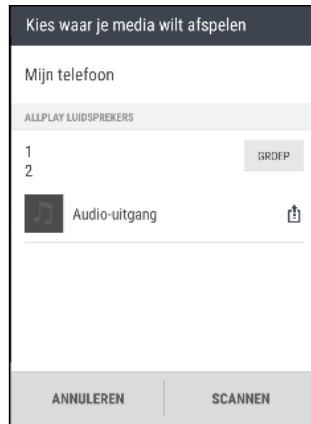 Kies waar je media wilt afspelen
Mijn telefoon
ALLPLAY LUIDSPREKERS
1
2
GROEP
Audio-uitgang
ANNULEREN
SCANNEN